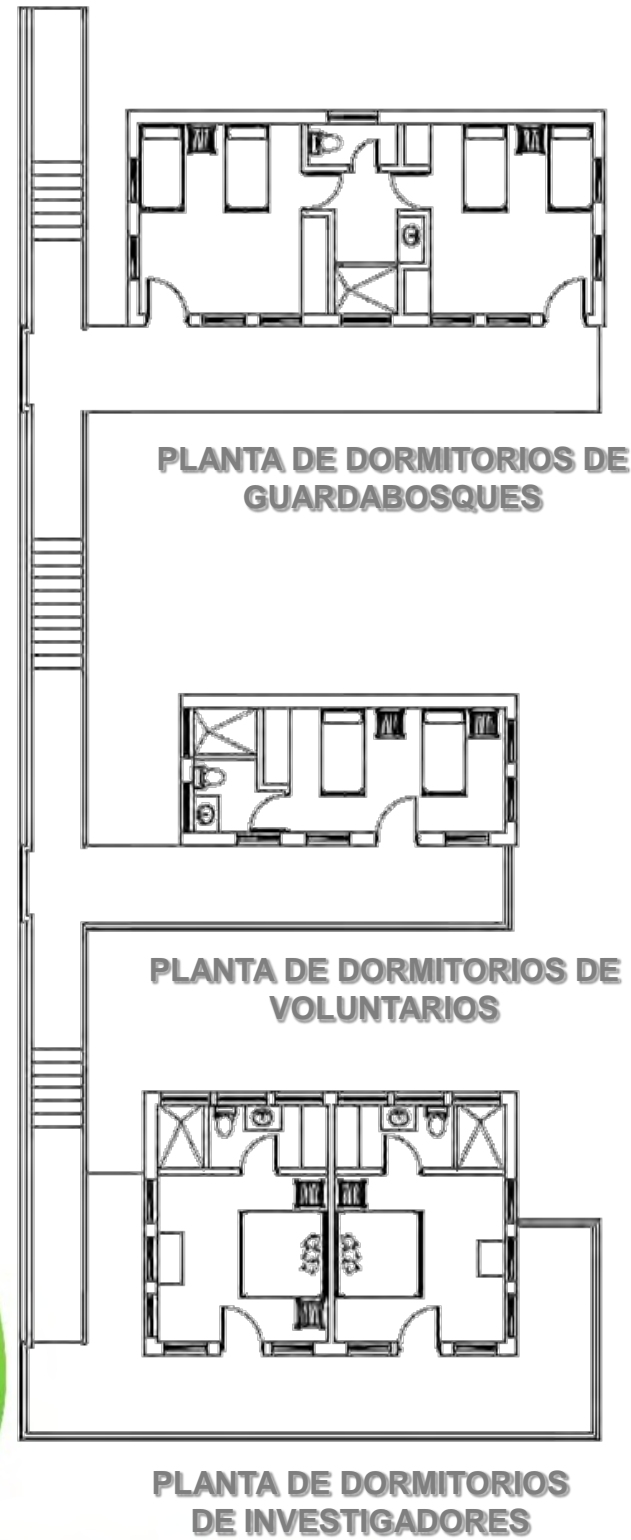 PLANTA DE DORMITORIOS DE
GUARDABOSQUES
PLANTA DE DORMITORIOS DE
VOLUNTARIOS
PLANTA DE DORMITORIOS
DE INVESTIGADORES